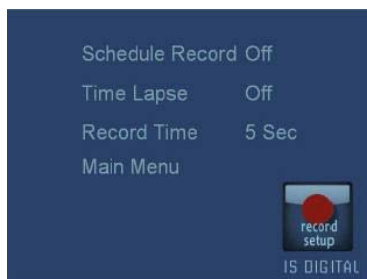 Schedule Record Off
Time Lapse Off
Record Time 5 Sec
Main Menu
record
setup
IS DIGITAL